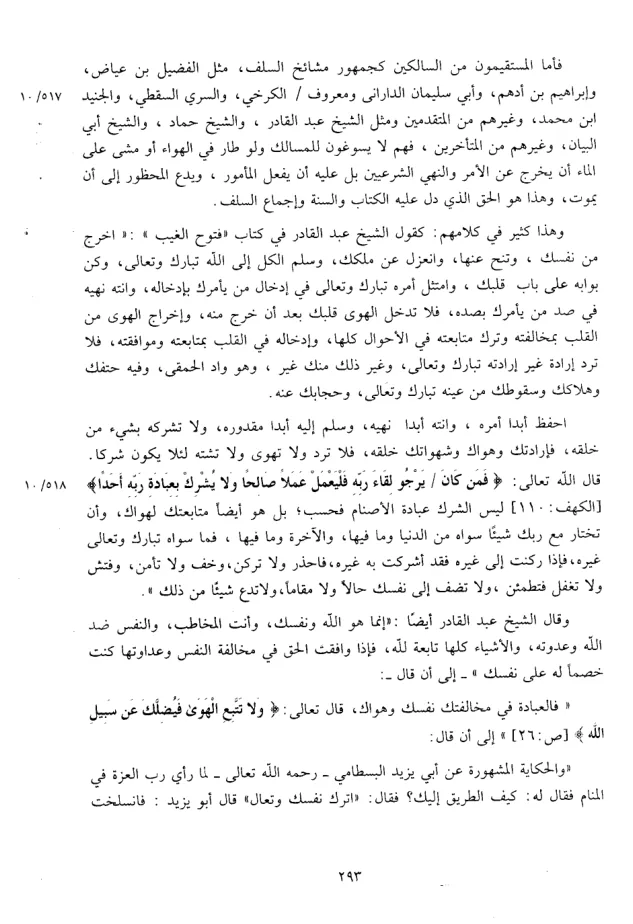 فأما المستقيمون من السالكين كجمهور مشائخ السلف، مثل الفضيل بن عياض،
وإبراهيم بن أدهم، وأبي سليمان الدارانى ومعروف / الكرخي، والسري السقطي، والجنيد ١٠/٥١٧
ابن محمد، وغيرهم من المتقدمين ومثل الشيخ عبد القادر ، والشيخ حماد ، والشيخ أبي
البيان، وغيرهم من المتأخرين ، فهم لا يسوغون للمسالك ولو طار في الهواء أو مشى على
الماء أن يخرج عن الأمر والنهي الشرعيين بل عليه أن يفعل المأمور ، ويدع المحظور إلى أن
يموت، وهذا هو الحق الذي دل عليه الكتاب والسنة وإجماع السلف.
وهذا كثير في كلامهم: كقول الشيخ عبد القادر في كتاب «فتوح الغيب » :« اخرج
من نفسك ، وتنح عنها، وانعزل عن ملكك، وسلم الكل إلى الله تبارك وتعالى، وكن
بوابه على باب قلبك ، وامتثل أمره تبارك وتعالى في إدخال من يأمرك بإدخاله، وانته نهيه
في صد من يأمرك بصده، فلا تدخل الهوى قلبك بعد أن خرج منه، وإخراج الهوى من
القلب بمخالفته وترك متابعته في الأحوال كلها، وإدخاله في القلب بمتابعته وموافقته، فلا
ترد إرادة غير إرادته تبارك وتعالى، وغير ذلك منك غير ، وهو واد الحمقى، وفيه حتفك
وهلاكك وسقوطك من عينه تبارك وتعالى، وحجابك عنه.
احفظ أبدا أمره ، وانته أبدا نهيه، وسلم إليه أبدا مقدوره، ولا تشركه بشيء من
خلقه، فإرادتك وهواك وشهواتك خلقه، فلا ترد ولا تهوى ولا تشته لئلا يكون شركا.
قال الله تعالى: ﴿ فَمَن كَانَ / يَرْجُو لِقَاءَ رَبِّهِ فَلْيَعْمَلْ عَمَلاً صَالِحًا وَلا يُشْرِكْ بِعِبَادَةِ رَبِّهِ أَحَدًا﴾ ١٠/٥١٨
[الكهف: ١١٠] ليس الشرك عبادة الأصنام فحسب؛ بل هو أيضاً متابعتك لهواك، وأن
تختار مع ربك شيئًا سواه من الدنيا وما فيها، والآخرة وما فيها ، فما سواه تبارك وتعالى
غيره،فإذا ركنت إلى غيره فقد أشركت به غيره،فاحذر ولا تركن،وخف ولا تأمن، وفتش
ولا تغفل فتطمئن ،ولا تضف إلى نفسك حالاً ولا مقاماً،ولاتدع شيئًا من ذلك ».
وقال الشيخ عبد القادر أيضًا :«إنما هو الله ونفسك، وأنت المخاطب، والنفس ضد
الله وعدوته، والأشياء كلها تابعة لله، فإذا وافقت الحق في مخالفة النفس وعداوتها كنت
خصماً له على نفسك » ـ إلى أن قال ـ:
« فالعبادة في مخالفتك نفسك وهواك، قال تعالى:﴿ وَلا تَتَّبِعِ الْهَوَىٰ فَيُضِلَّكَ عَن سَبِيلِ
اللَّه ﴾ [ص:٢٦] » إلى أن قال:
«والحكاية المشهورة عن أبي يزيد البسطامي ـ رحمه الله تعالى ـ لما رأي رب العزة في
المنام فقال له: كيف الطريق إليك؟ فقال: «اترك نفسك وتعال» قال أبو يزيد : فانسلخت
٢٩٣